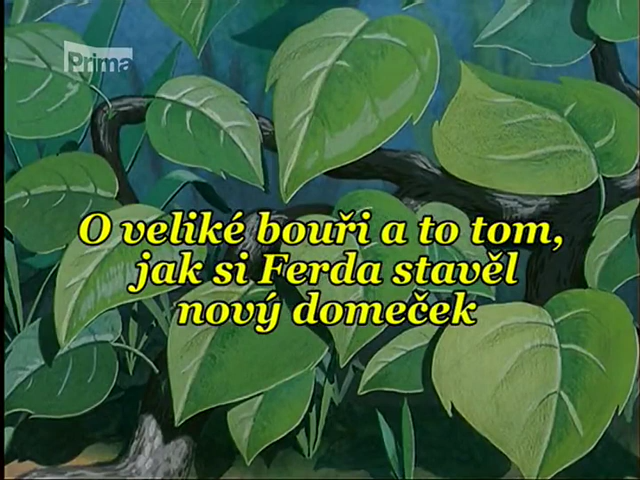 Prima
O veliké bouři a to tom,
jak si Ferda stavěl
nový domeček